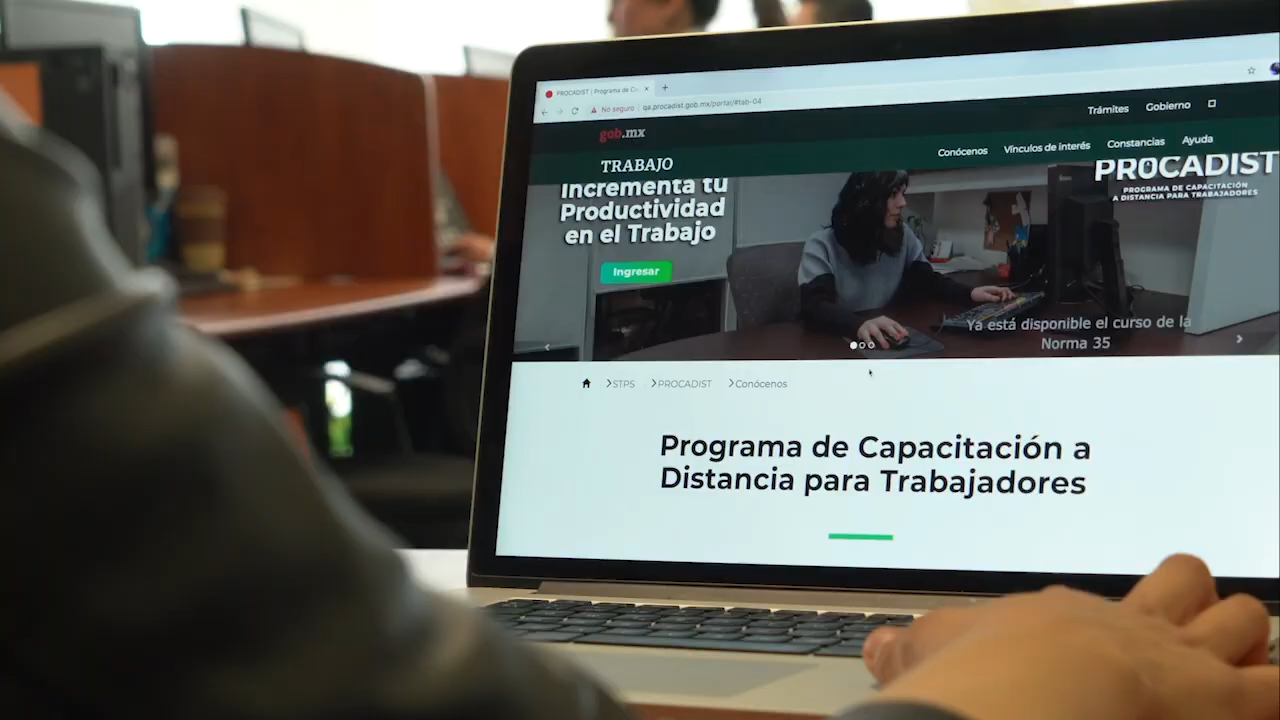 PROCADIST | Programa de C
No seguro | qa.procadist.gob.mx/portal/#tab-04
gob.mx
Trámites Gobierno
TRABAJO
Conócenos Vínculos de interés Constancias Ayuda
Incrementa tu
Productividad
en el Trabajo
Ingresar
PROCADIST
PROGRAMA DE CAPACITACIÓN
A DISTANCIA PARA TRABAJADORES
Ya está disponible el curso de la
Norma 35
STPS PROCADIST Conócenos
Programa de Capacitación a
Distancia para Trabajadores